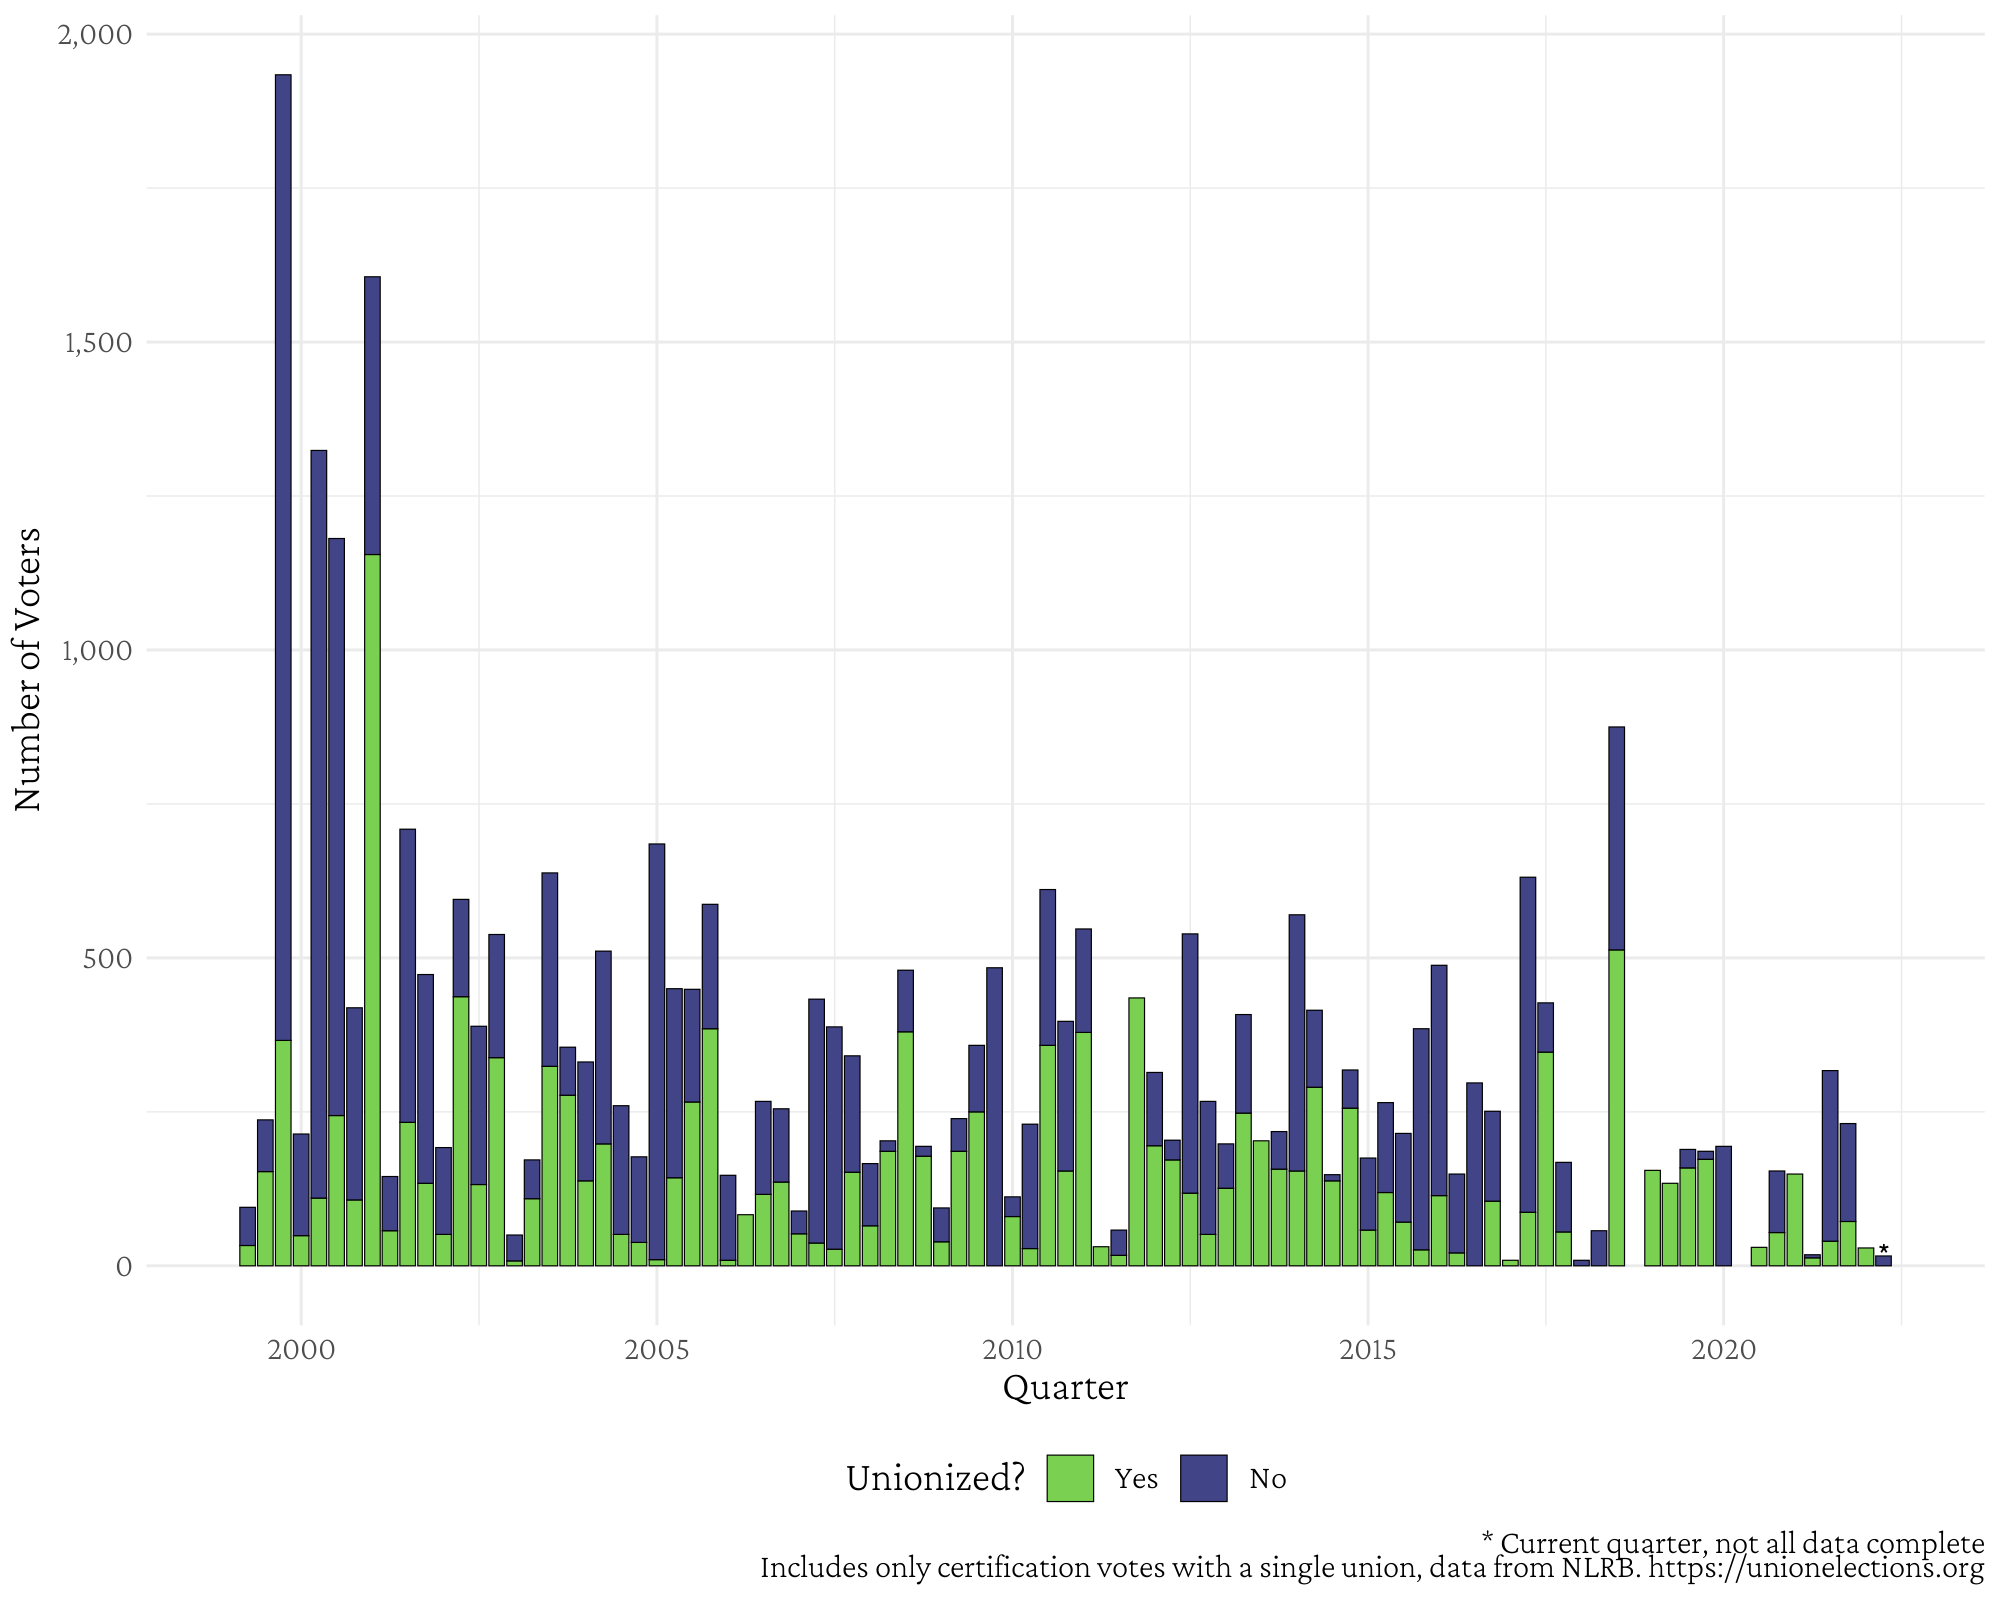 2,000
1,500
1,000
500
0
Number of Voters
*
2000 2005 2010 2015 2020
Quarter
Unionized? Yes No
* Current quarter, not all data complete
Includes only certification votes with a single union, data from NLRB. https://unionelections.org